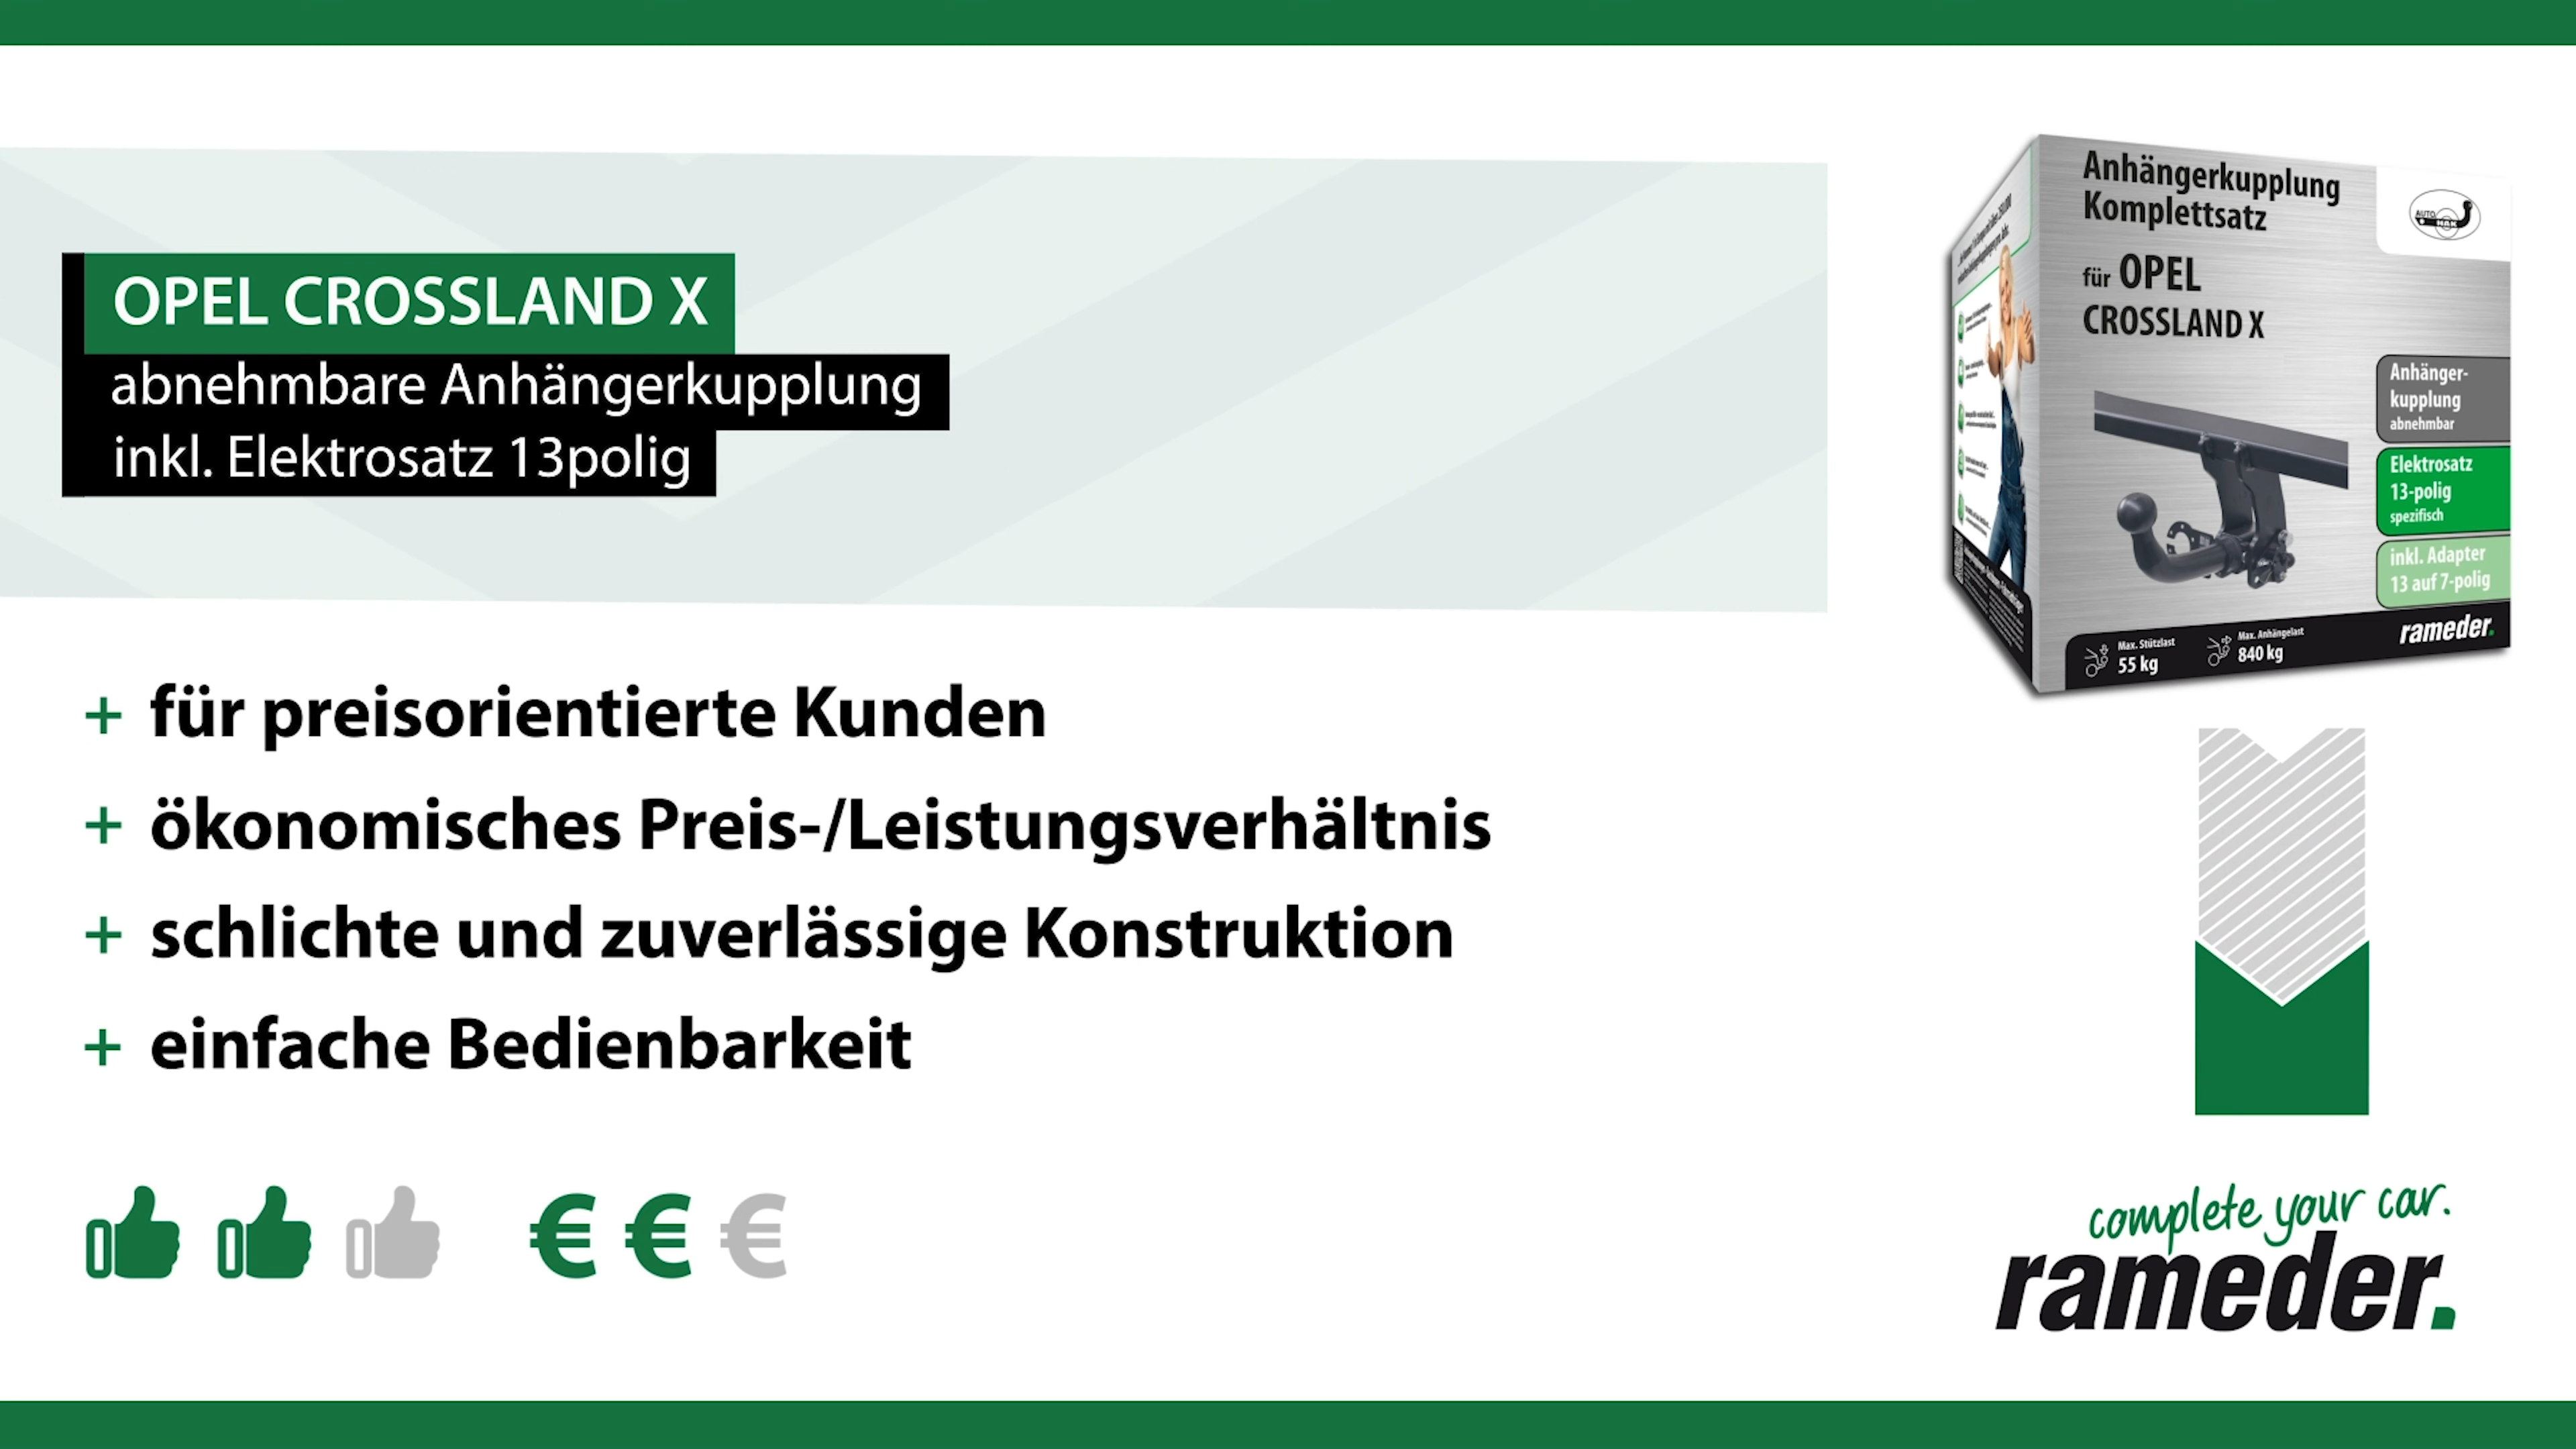 OPEL CROSSLAND X
abnehmbare Anhängerkupplung
inkl. Elektrosatz 13polig
+ für preisorientierte Kunden
+ ökonomisches Preis-/Leistungsverhältnis
+ schlichte und zuverlässige Konstruktion
+ einfache Bedienbarkeit
€ € €
Anhängerkupplung
Komplettsatz
für OPEL
CROSSLAND X
AUTO
HAK
Anhänger-
kupplung
abnehmbar
Elektrosatz
13-polig
spezifisch
inkl. Adapter
13 auf 7-polig
Max. Stützlast
55 kg
Max. Anhängelast
840 kg
rameder.
complete your car.
rameder.